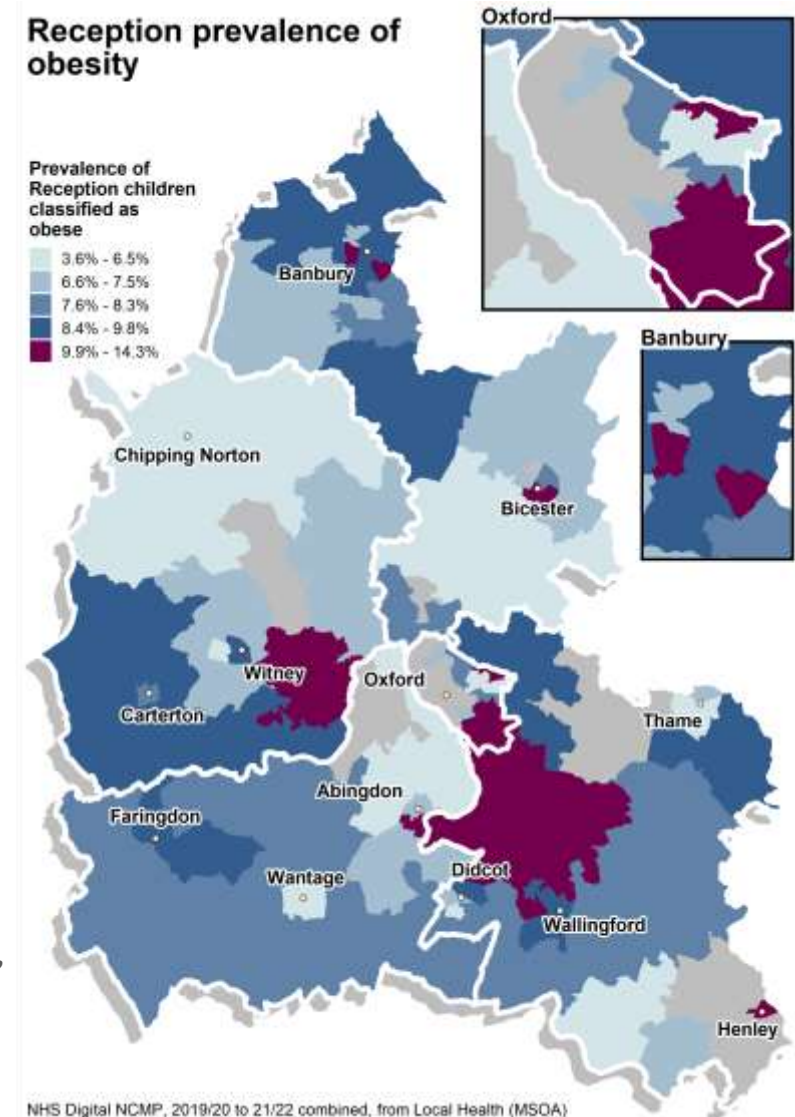 Reception prevalence of
obesity
Prevalence of
Reception children
classified as
obese
3.6% - 6.5%
6.6% - 7.5%
7.6% - 8.3%
8.4% - 9.8%
9.9% - 14.3%
Oxford
Banbury
Banbury
Chipping Norton
Bicester
Witney
Oxford
Carterton
Thame
Abingdon
Faringdon
Didcot
Wantage
Wallingford
Henley
,
NHS Digital NCMP, 2019/20 to 21/22 combined, from Local Health (MSOA)